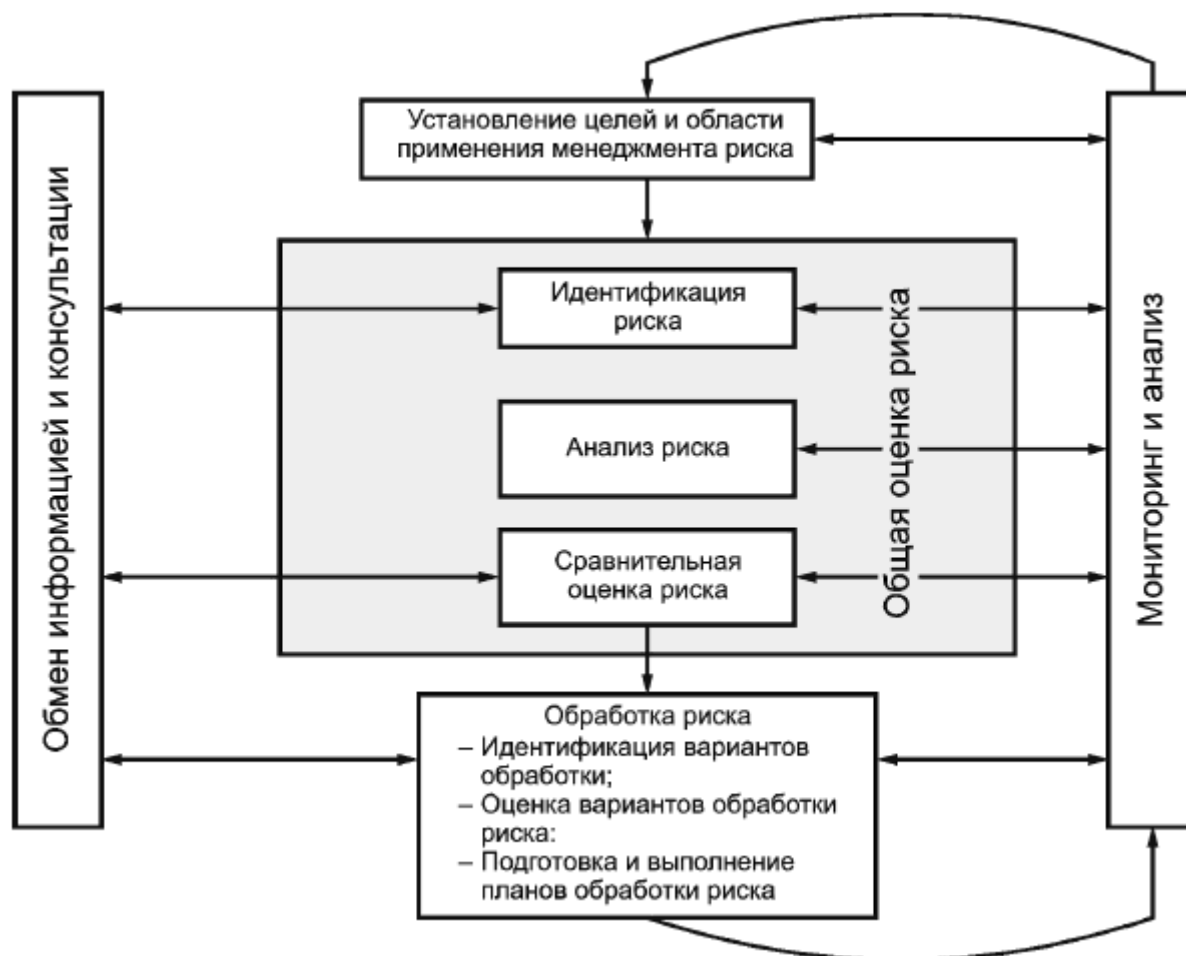 Обмен информацией и консультации
Установление целей и области
применения менеджмента риска
Идентификация
риска
Анализ риска
Сравнительная
оценка риска
Общая оценка риска
Обработка риска
– Идентификация вариантов
обработки;
– Оценка вариантов обработки
риска:
– Подготовка и выполнение
планов обработки риска
Мониторинг и анализ